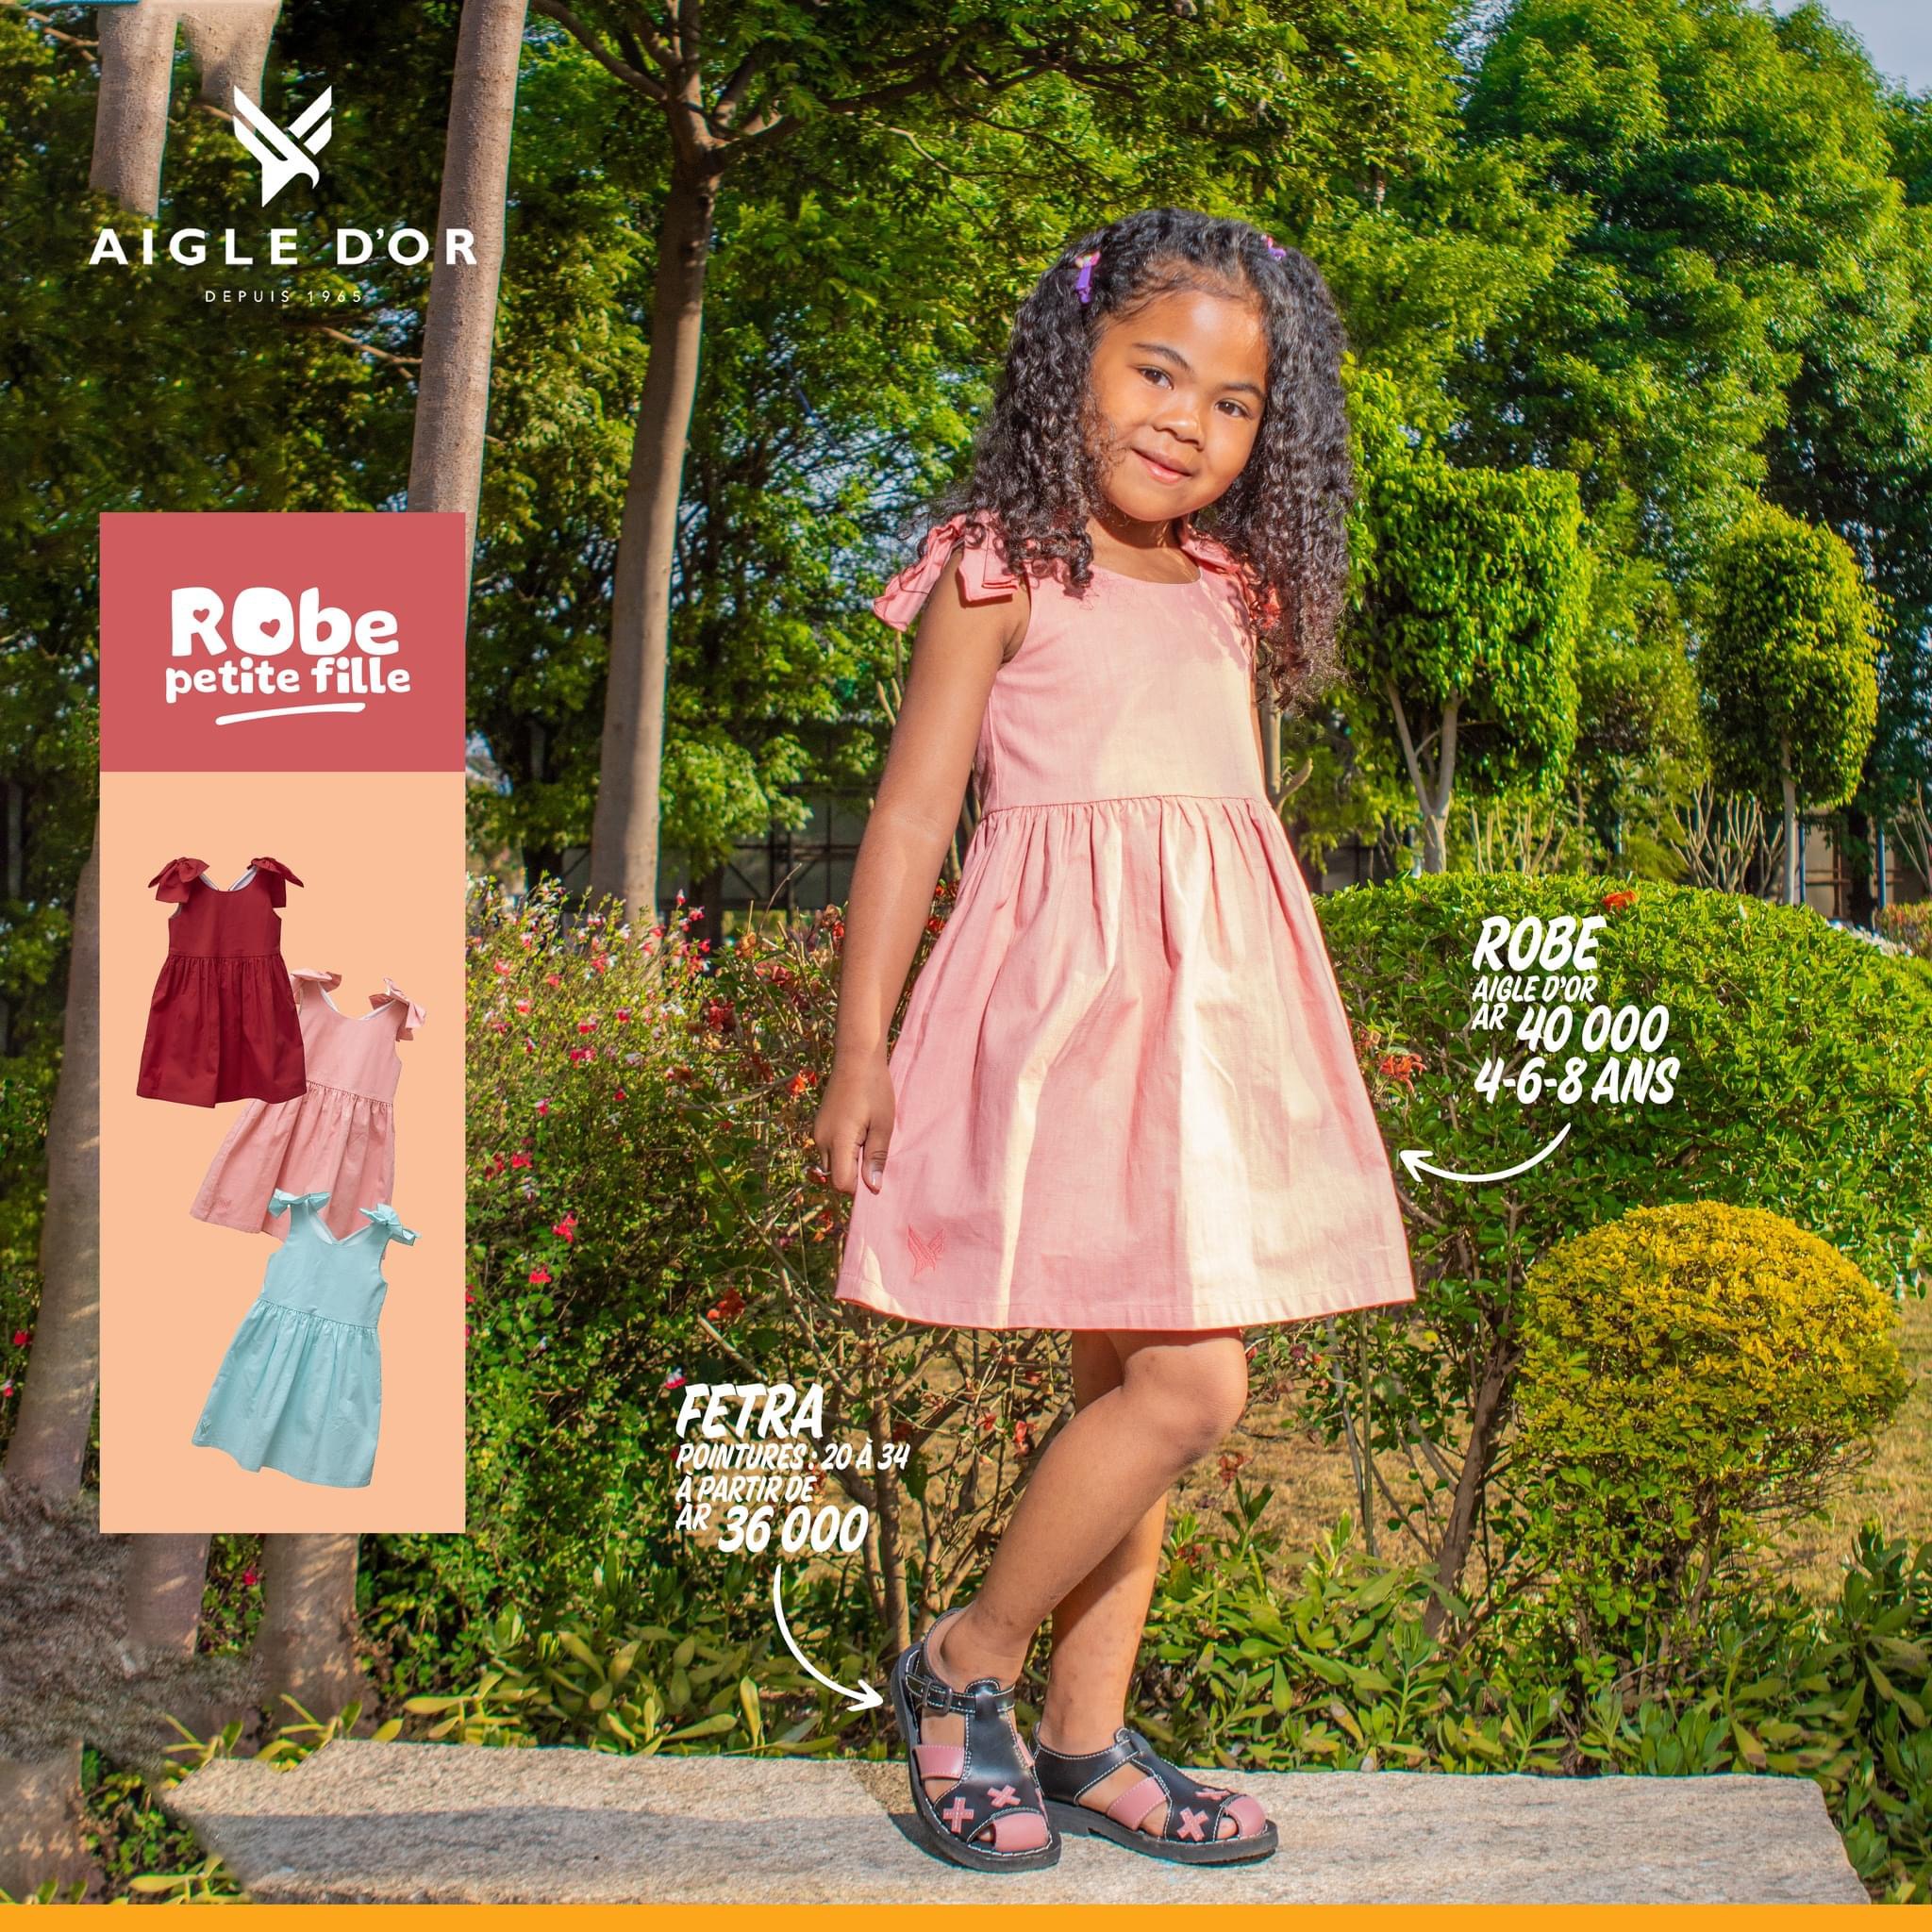 AIGLE D'OR
DEPUIS 1965
RObe
petite fille
ROBE
AIGLE D'OR
AR 40 000
4-6-8 ANS
FETRA
POINTURES : 20 À 34
À PARTIR DE
AR 36 000